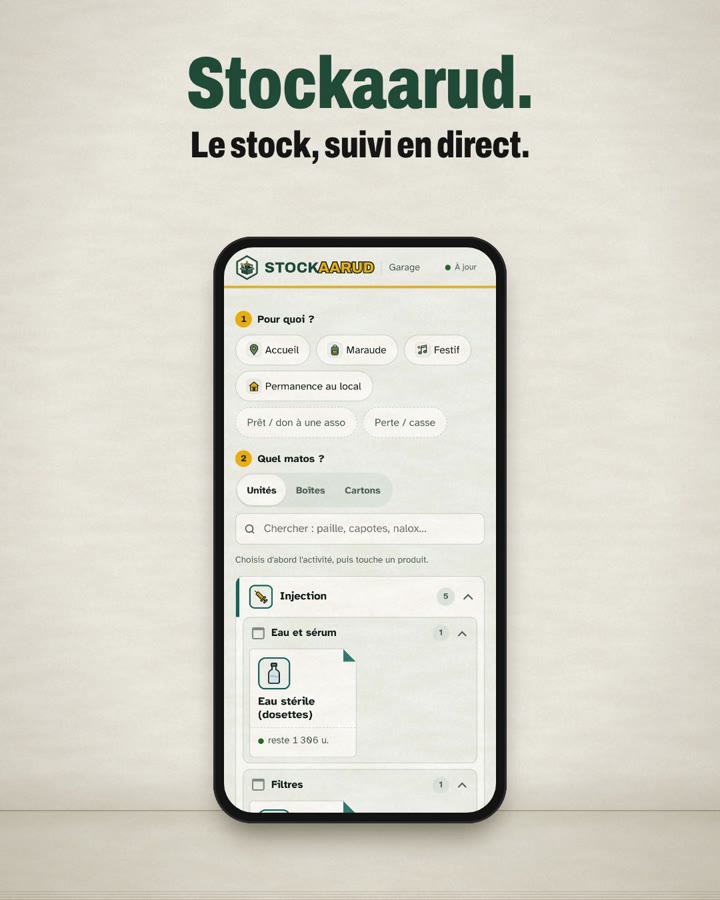 Stockaarud.
Le stock, suivi en direct.
STOCKAARUD Garage À jour
1 Pour quoi ?
Accueil Maraude Festif
Permanence au local
Prêt / don à une asso Perte / casse
2 Quel matos ?
Unités Boîtes Cartons
Chercher : paille, capotes, nalox...
Choisis d'abord l'activité, puis touche un produit.
Injection 5
Eau et sérum 1
Eau stérile
(dosettes)
reste 1 306 u.
Filtres 1